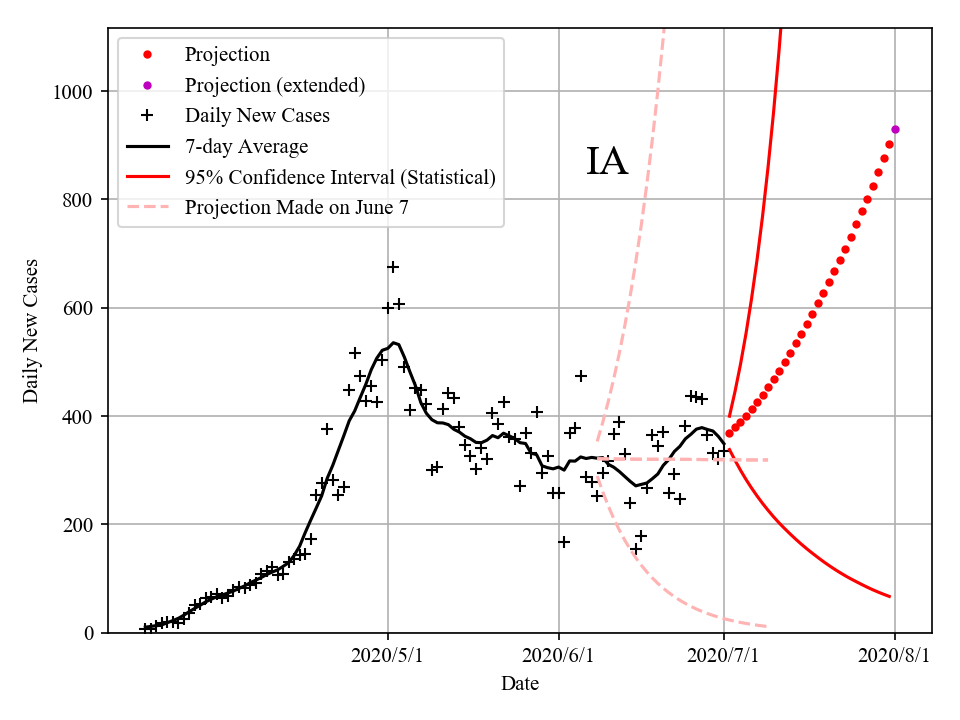 Projection
Projection (extended)
Daily New Cases
7-day Average
95% Confidence Interval (Statistical)
Projection Made on June 7
IA
1000
800
600
400
200
0
Daily New Cases
2020/5/1
2020/6/1
2020/7/1
2020/8/1
Date